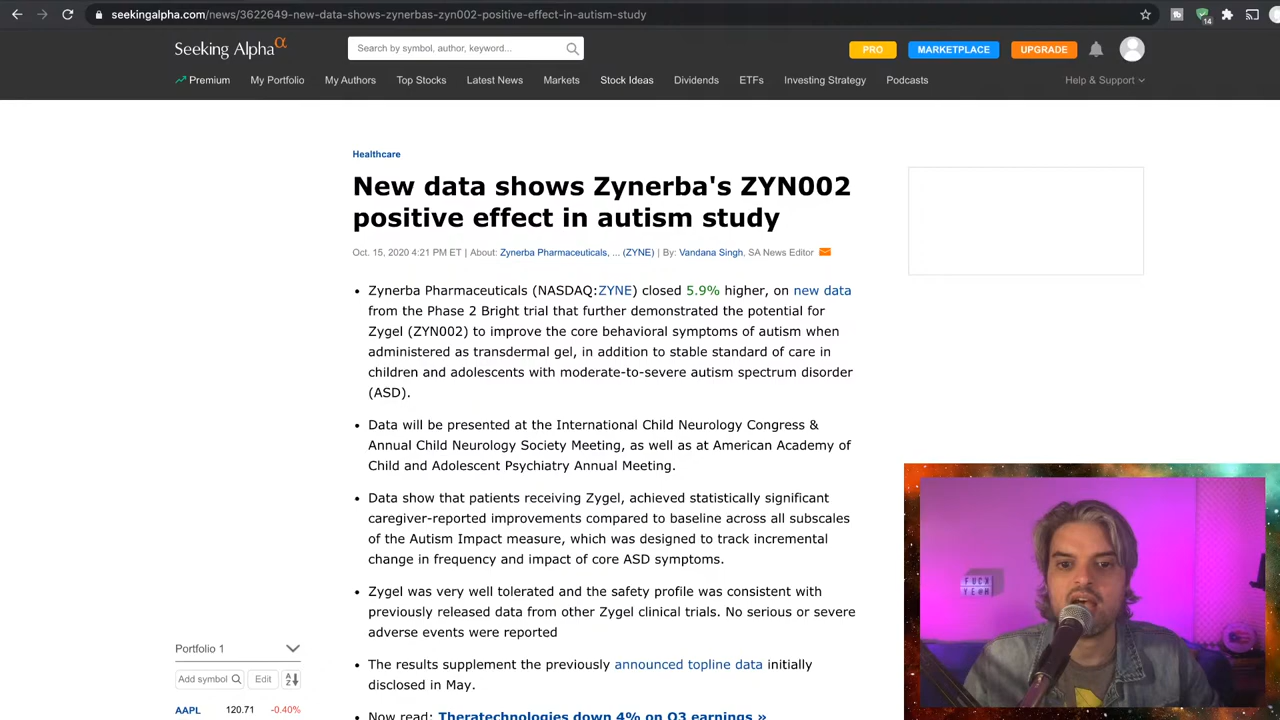 seekingalpha.com/news/3622649-new-data-shows-zynerbas-zyn002-positive-effect-in-autism-study
14
Seeking Alpha α
Search by symbol, author, keyword...
PRO MARKETPLACE UPGRADE
Premium My Portfolio My Authors Top Stocks Latest News Markets Stock Ideas Dividends ETFs Investing Strategy Podcasts Help & Support
Healthcare
New data shows Zynerba's ZYN002
positive effect in autism study
Oct. 15, 2020 4:21 PM ET | About: Zynerba Pharmaceuticals, ... (ZYNE) | By: Vandana Singh, SA News Editor
• Zynerba Pharmaceuticals (NASDAQ:ZYNE) closed 5.9% higher, on new data
from the Phase 2 Bright trial that further demonstrated the potential for
Zygel (ZYN002) to improve the core behavioral symptoms of autism when
administered as transdermal gel, in addition to stable standard of care in
children and adolescents with moderate-to-severe autism spectrum disorder
(ASD).
• Data will be presented at the International Child Neurology Congress &
Annual Child Neurology Society Meeting, as well as at American Academy of
Child and Adolescent Psychiatry Annual Meeting.
• Data show that patients receiving Zygel, achieved statistically significant
caregiver-reported improvements compared to baseline across all subscales
of the Autism Impact measure, which was designed to track incremental
change in frequency and impact of core ASD symptoms.
• Zygel was very well tolerated and the safety profile was consistent with
previously released data from other Zygel clinical trials. No serious or severe
adverse events were reported
• The results supplement the previously announced topline data initially
disclosed in May.
• Now read: Theratechnologies down 4% on Q3 earnings »
Portfolio 1
Add symbol Edit A Z
AAPL 120.71 -0.40%
FUCK
YEAH